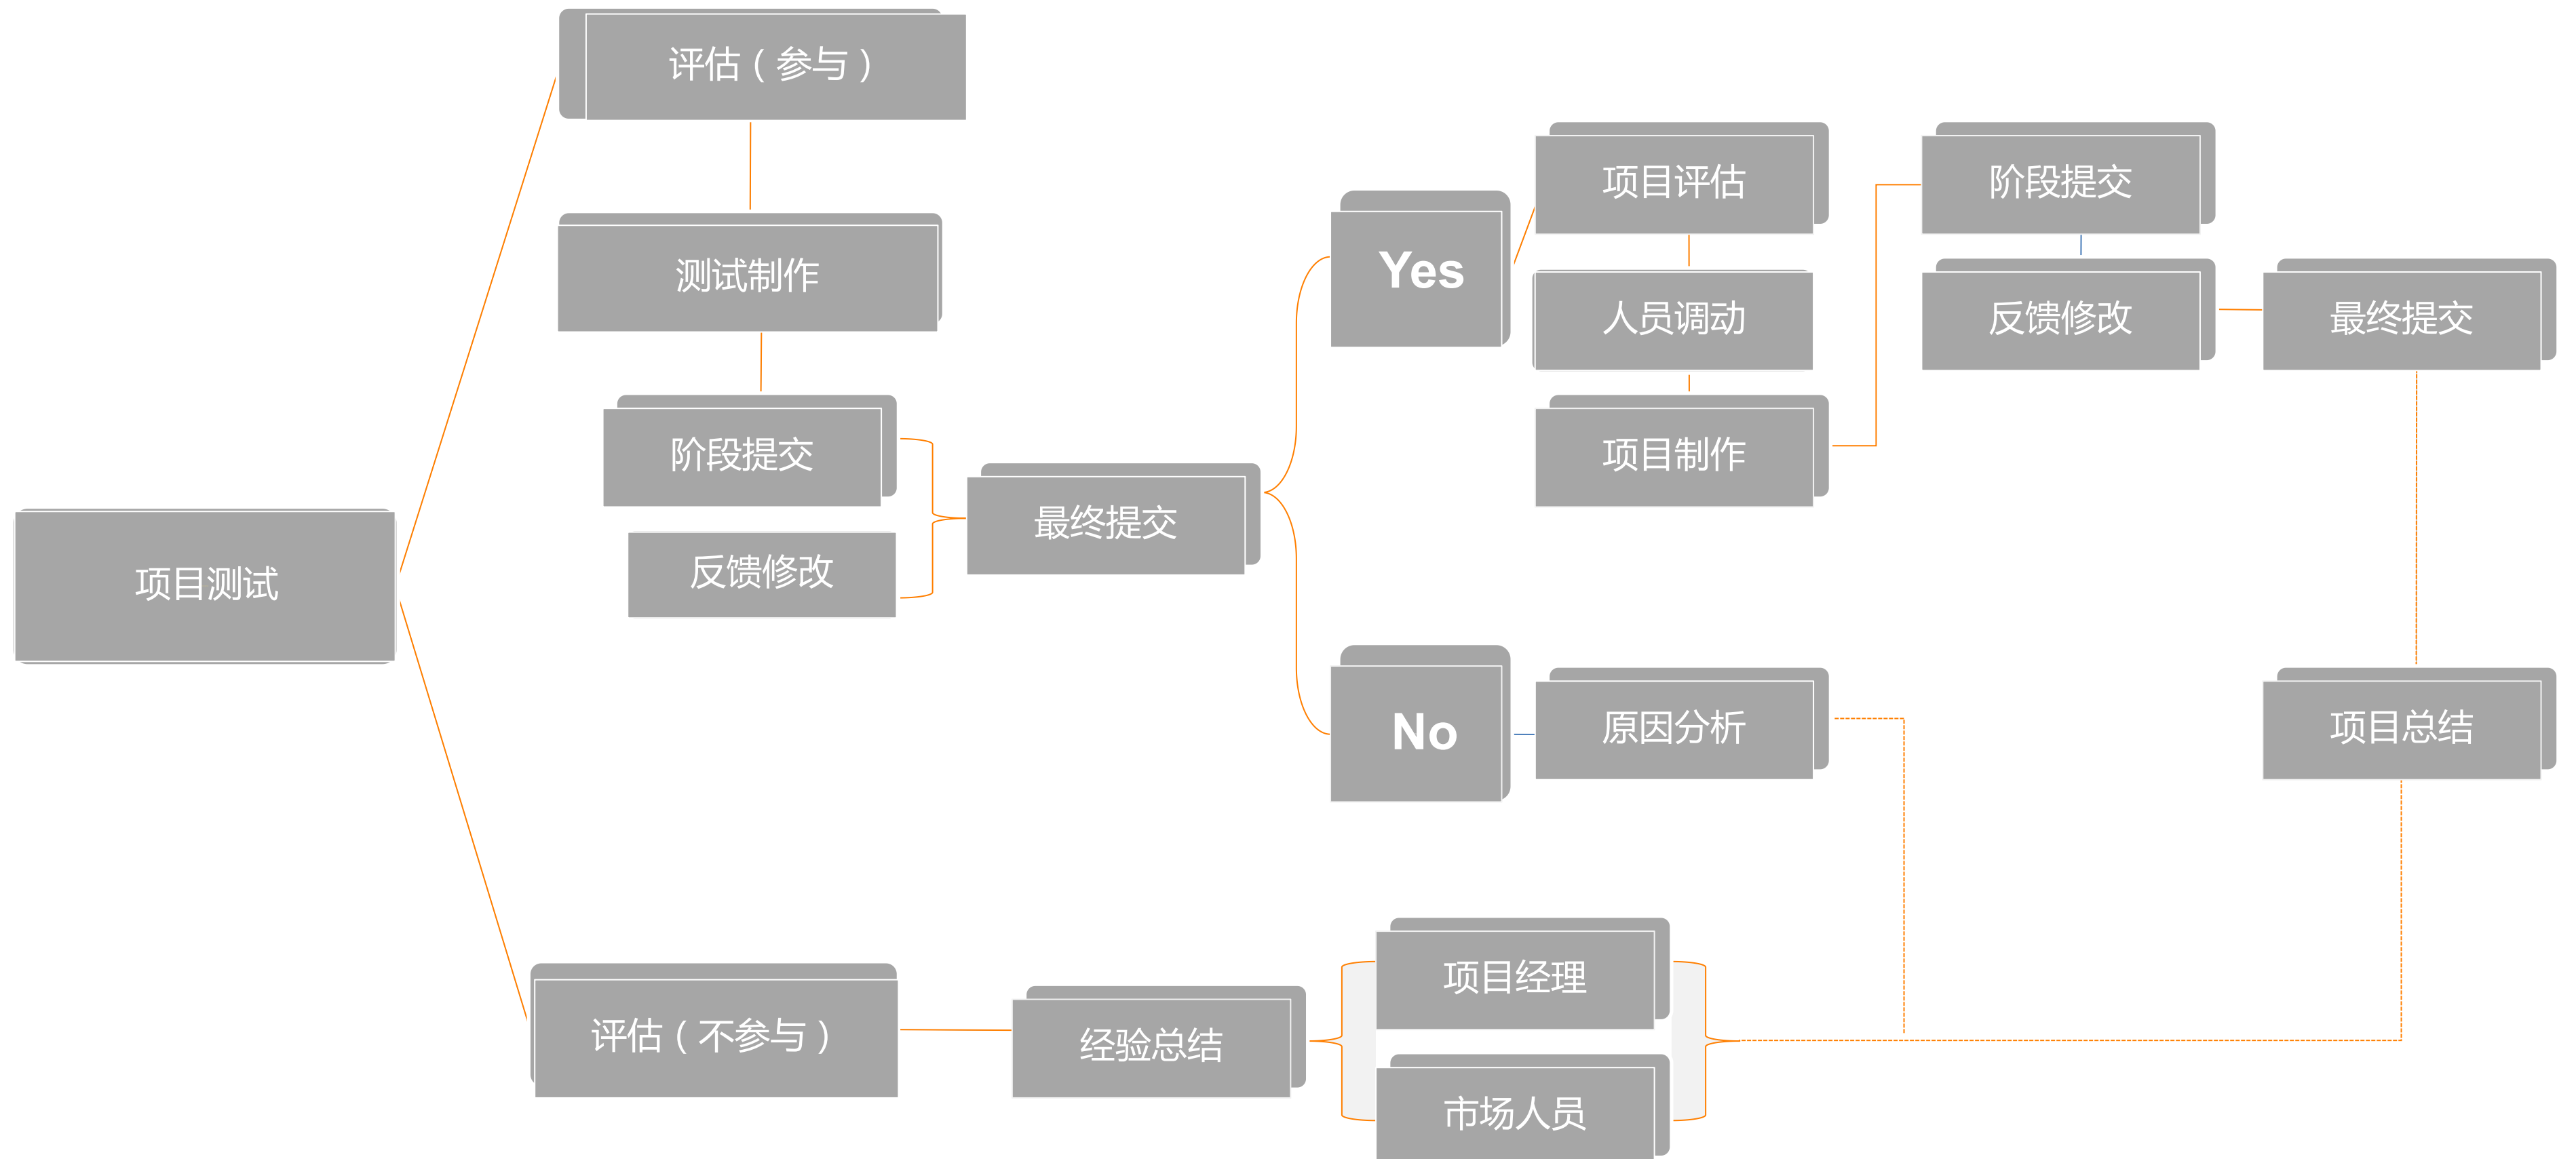 评估（参与）
测试制作
阶段提交
反馈修改
项目测试
最终提交
Yes
项目评估
人员调动
项目制作
阶段提交
反馈修改
最终提交
No
原因分析
项目总结
评估（不参与）
经验总结
项目经理
市场人员